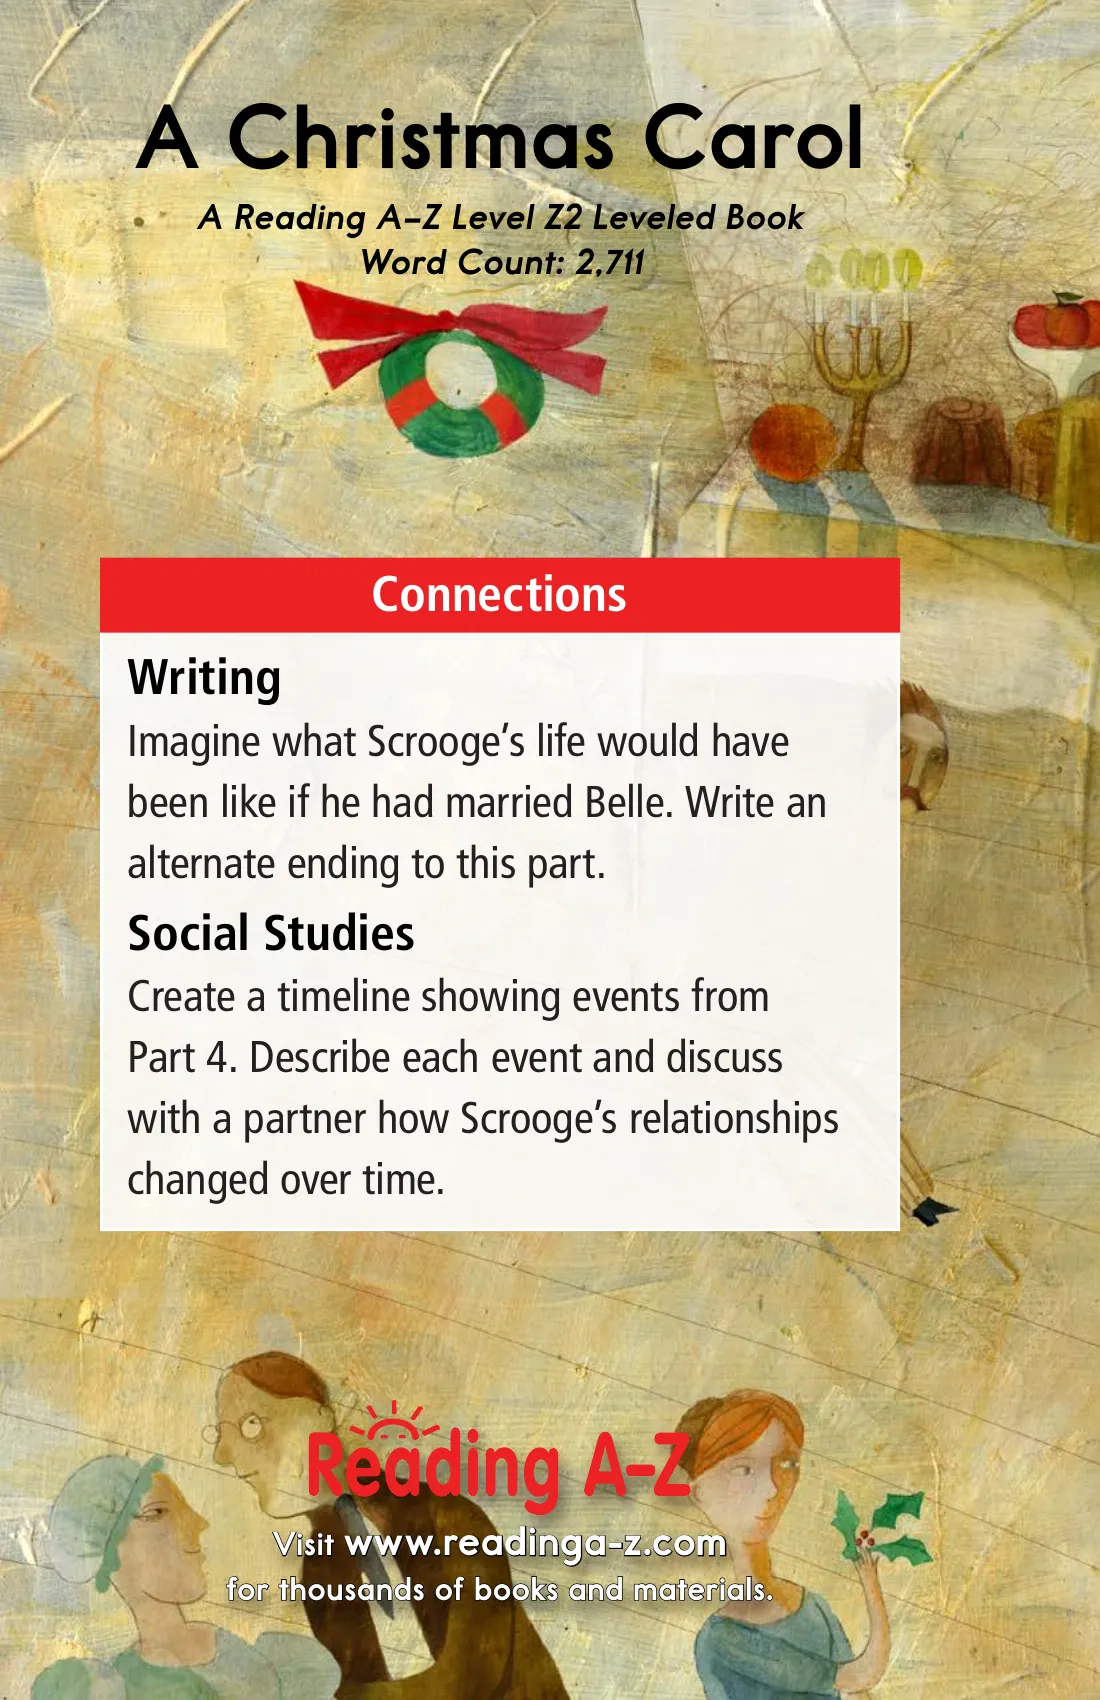 A Christmas Carol
A Reading A–Z Level Z2 Leveled Book
Word Count: 2,711
Connections
Writing
Imagine what Scrooge’s life would have
been like if he had married Belle. Write an
alternate ending to this part.
Social Studies
Create a timeline showing events from
Part 4. Describe each event and discuss
with a partner how Scrooge’s relationships
changed over time.
Reading A–Z
Visit www.readinga-z.com
for thousands of books and materials.